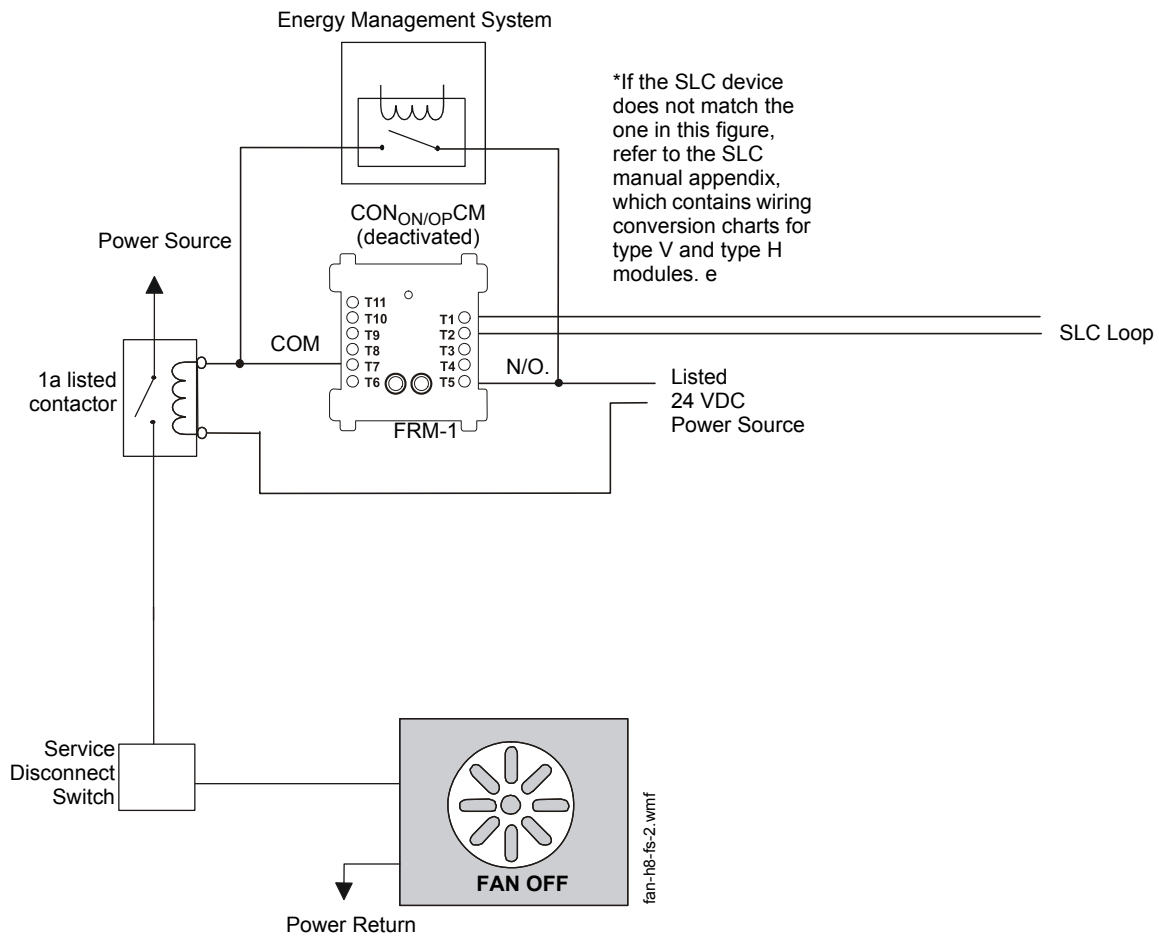 Energy Management System
*If the SLC device
does not match the
one in this figure,
refer to the SLC
manual appendix,
which contains wiring
conversion charts for
type V and type H
modules. e
CONON/OPCM
(deactivated)
Power Source
T11
T10
T9
T8
T7
T6
T1
T2
T3
T4
T5
SLC Loop
COM
N/O.
1a listed
contactor
Listed
24 VDC
Power Source
FRM-1
Service
Disconnect
Switch
FAN OFF
fan-h8-fs-2.wmf
Power Return